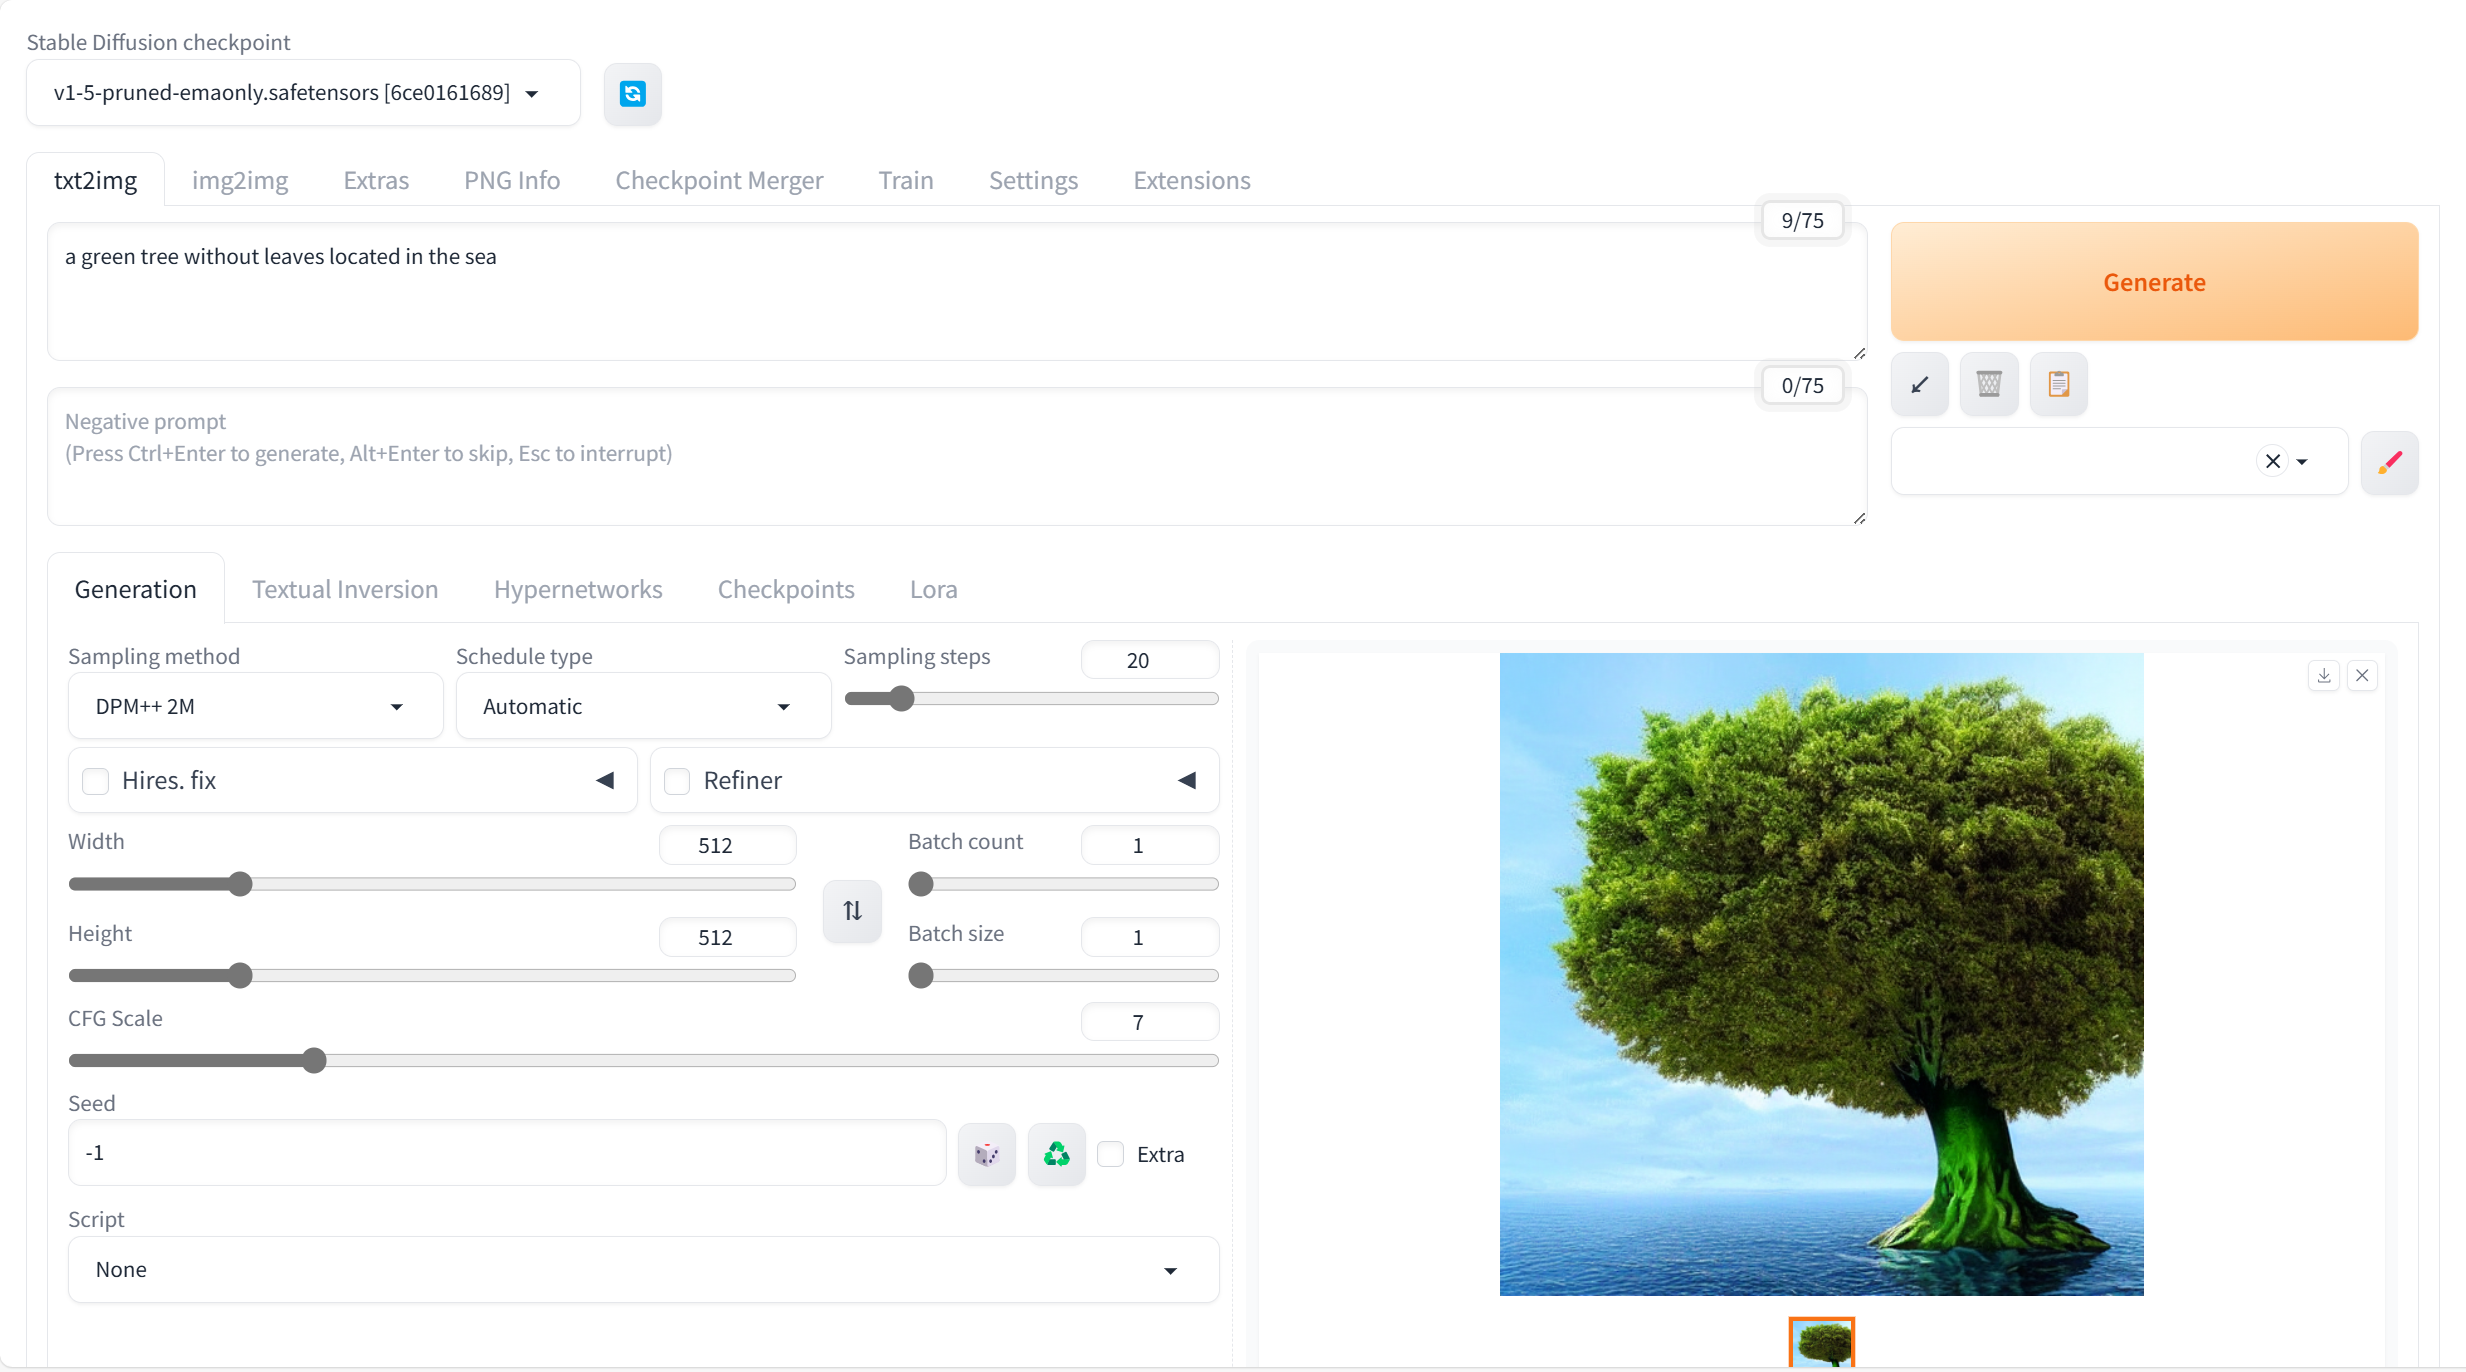 Stable Diffusion checkpoint
v1-5-pruned-emaonly.safetensors [6ce0161689]
txt2img img2img Extras PNG Info Checkpoint Merger Train Settings Extensions
9/75
a green tree without leaves located in the sea
Generate
0/75
Negative prompt
(Press Ctrl+Enter to generate, Alt+Enter to skip, Esc to interrupt)
Generation Textual Inversion Hypernetworks Checkpoints Lora
Sampling method Schedule type Sampling steps 20
DPM++ 2M Automatic
Hires. fix Refiner
Width 512 Batch count 1
Height 512 Batch size 1
CFG Scale 7
Seed
-1 Extra
Script
None